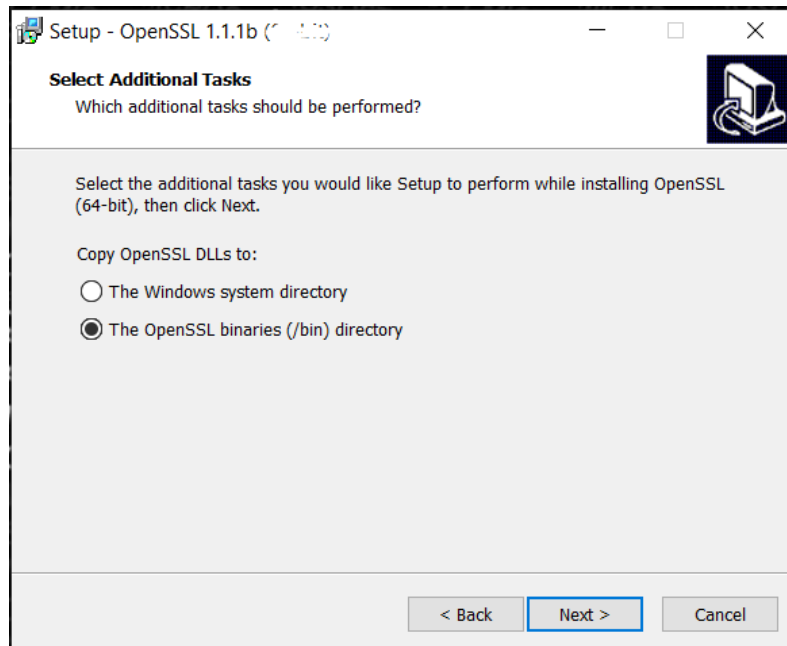 Setup - OpenSSL 1.1.1b (
Select Additional Tasks
Which additional tasks should be performed?
Select the additional tasks you would like Setup to perform while installing OpenSSL
(64-bit), then click Next.
Copy OpenSSL DLLs to:
The Windows system directory
The OpenSSL binaries (/bin) directory
< Back
Next >
Cancel